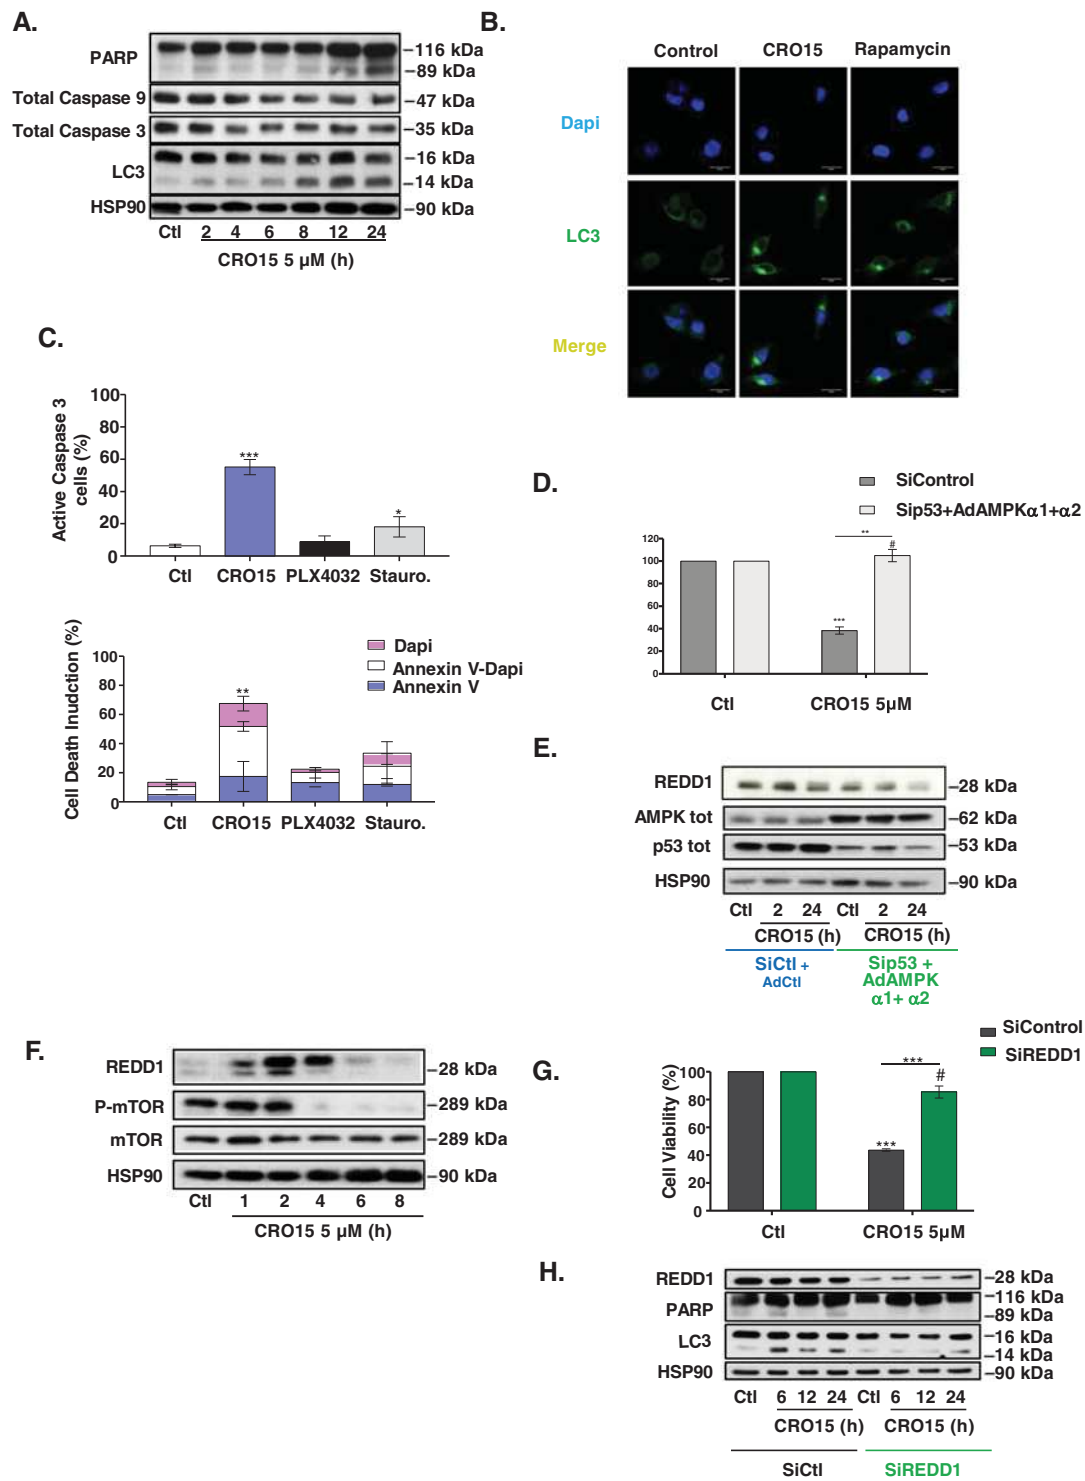 A.
PARP
–116 kDa
–89 kDa
Total Caspase 9
–47 kDa
Total Caspase 3
–35 kDa
LC3
–16 kDa
–14 kDa
HSP90
–90 kDa
Ctl 2 4 6 8 12 24
CRO15 5 µM (h)
B.
Control CRO15 Rapamycin
Dapi
LC3
Merge
C.
Active Caspase 3
cells (%)
100
80
60
40
20
0
***
*
Ctl CRO15 PLX4032 Stauro.
Cell Death Inudction (%)
100
80
60
40
20
0
**
Dapi
Annexin V-Dapi
Annexin V
Ctl CRO15 PLX4032 Stauro.
D.
SiControl
Sip53+AdAMPKα1+α2
120
100
80
60
40
20
0
**
#
***
Ctl CRO15 5µM
E.
REDD1
–28 kDa
AMPK tot
–62 kDa
p53 tot
–53 kDa
HSP90
–90 kDa
Ctl 2 24 Ctl 2 24
CRO15 (h) CRO15 (h)
SiCtl +
AdCtl
Sip53 +
AdAMPK
α1+ α2
F.
REDD1
–28 kDa
P-mTOR
–289 kDa
mTOR
–289 kDa
HSP90
–90 kDa
Ctl 1 2 4 6 8
CRO15 5 µM (h)
G.
SiControl
SiREDD1
Cell Viability (%)
100
80
60
40
20
0
***
#
***
Ctl CRO15 5µM
H.
REDD1
–28 kDa
PARP
–116 kDa
–89 kDa
LC3
–16 kDa
–14 kDa
HSP90
–90 kDa
Ctl 6 12 24 Ctl 6 12 24
CRO15 (h) CRO15 (h)
SiCtl SiREDD1